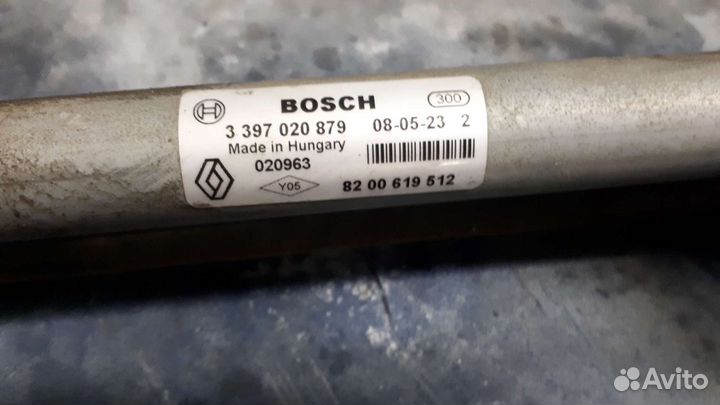 BOSCH 300
3 397 020 879 08-05-23 2
Made in Hungary
020963
Y05 82 00 619 512
Avito